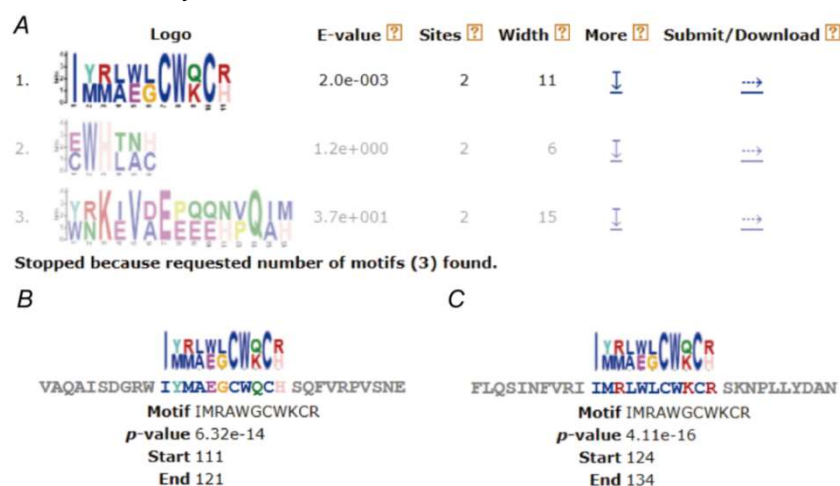 A
Logo E-value ? Sites ? Width ? More ? Submit/Download ?
1. 2.0e-003 2 11
2. 1.2e+000 2 6
3. 3.7e+001 2 15
Stopped because requested number of motifs (3) found.
B
VAQAISDGRW IYMAEGCWQCH SQFVRPVSNE
Motif IMRAWGCWKCR
p-value 6.32e-14
Start 111
End 121
C
FLQSINFVRI IMRLWLCWKCR SKNPLLYDAN
Motif IMRAWGCWKCR
p-value 4.11e-16
Start 124
End 134